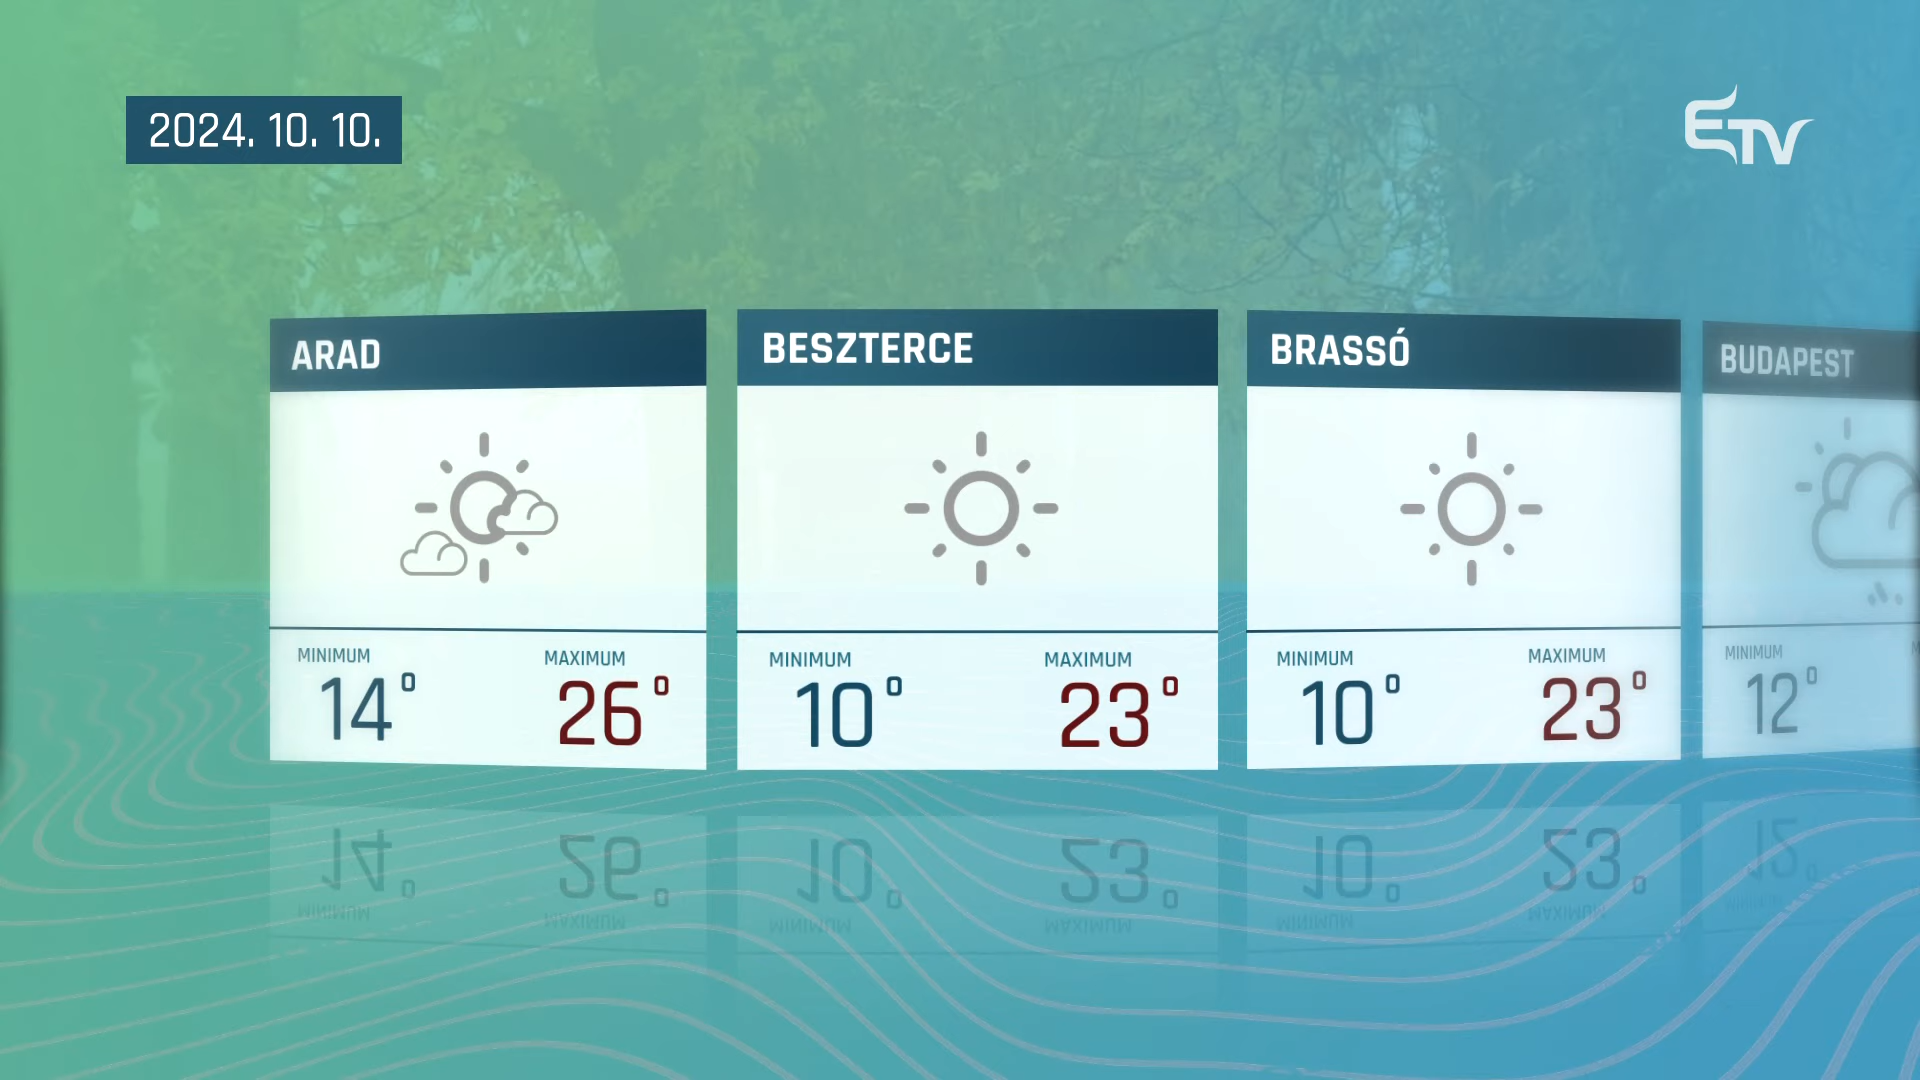 2024. 10. 10.
ETV
ARAD
BESZTERCE
BRASSÓ
BUDAPEST
MINIMUM
14°
MAXIMUM
26°
MINIMUM
10°
MAXIMUM
23°
MINIMUM
10°
MAXIMUM
23°
MINIMUM
12°